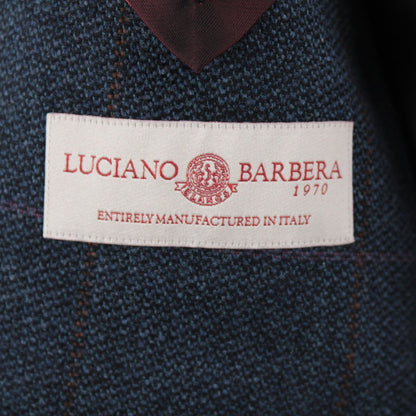 LUCIANO BARBERA
1970
ENTIRELY MANUFACTURED IN ITALY